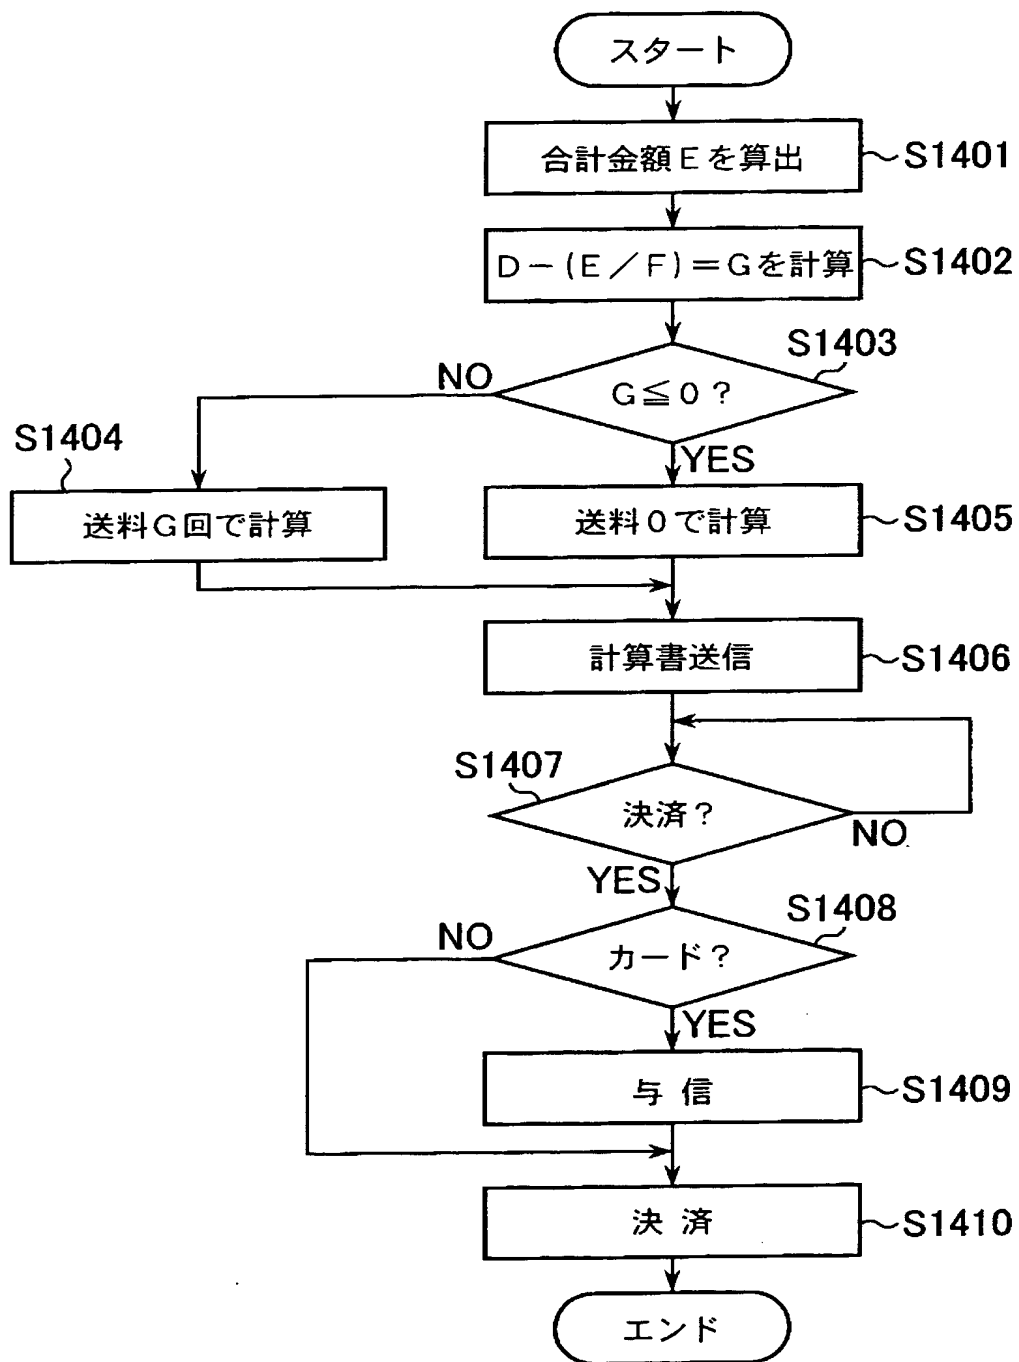 スタート
合計金額Eを算出
S1401
D－(E／F)＝Gを計算
S1402
S1403
G≦0？
NO
YES
S1404
送料G回で計算
送料0で計算
S1405
計算書送信
S1406
S1407
決済？
NO
YES
S1408
カード？
NO
YES
与信
S1409
決済
S1410
エンド